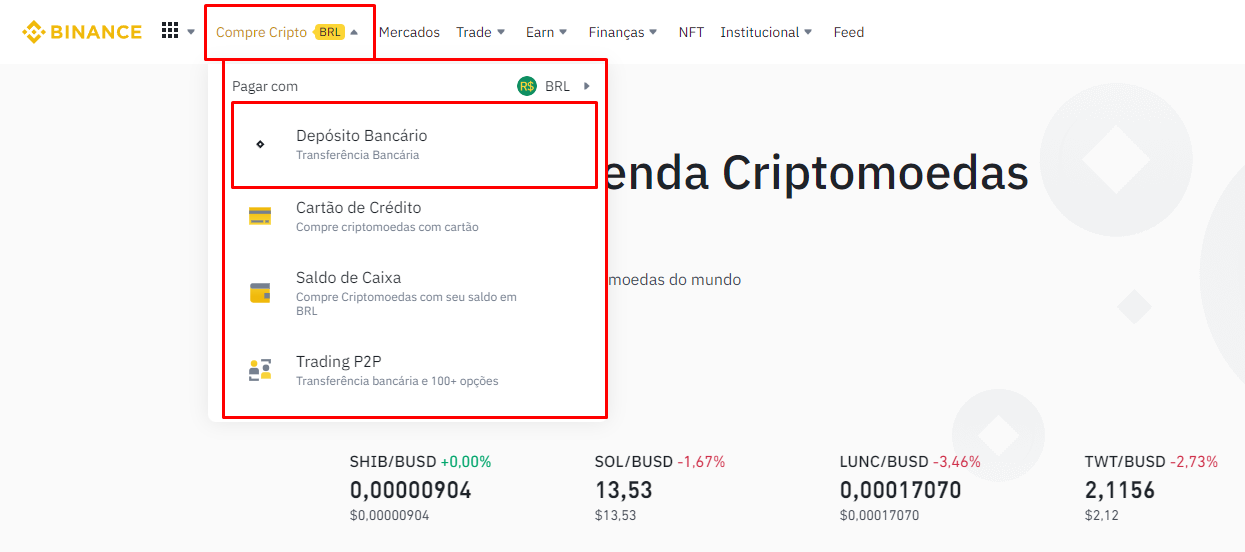 BINANCE Compre Cripto BRL Mercados Trade Earn Finanças NFT Institucional Feed
Pagar com R$ BRL
Depósito Bancário
Transferência Bancária
Cartão de Crédito
Compre criptomoedas com cartão
Saldo de Caixa
Compre Criptomoedas com seu saldo em
BRL
Trading P2P
Transferência bancária e 100+ opções
enda Criptomoedas
moedas do mundo
SHIB/BUSD +0,00%
0,00000904
$0,00000904
SOL/BUSD -1,67%
13,53
$13,53
LUNC/BUSD -3,46%
0,00017070
$0,00017070
TWT/BUSD -2,73%
2,1156
$2,12